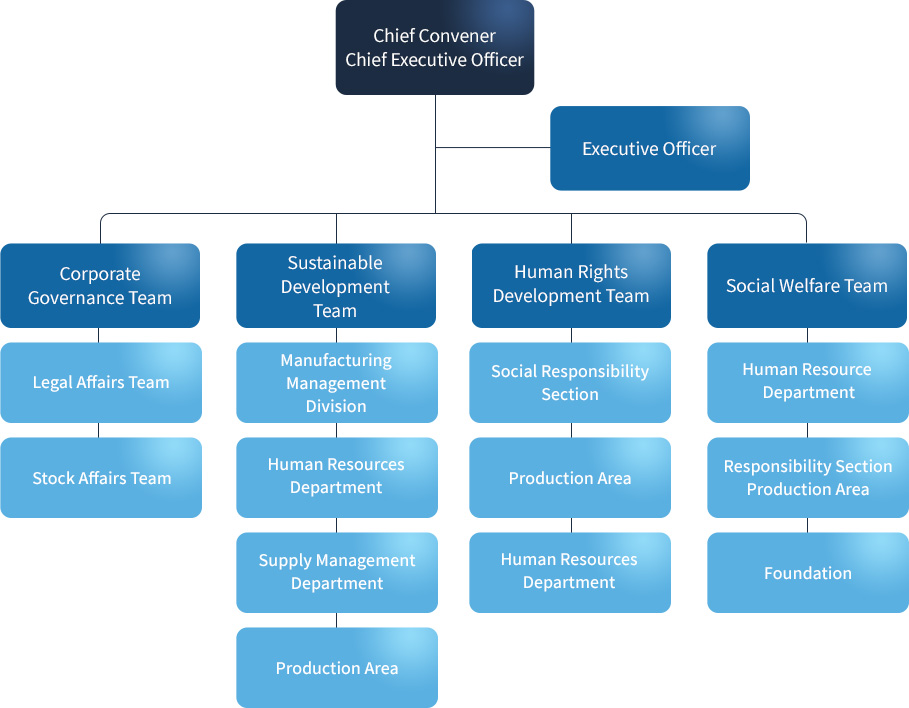 Chief Convener
Chief Executive Officer
Executive Officer
Corporate
Governance Team
Sustainable
Development
Team
Human Rights
Development Team
Social Welfare Team
Legal Affairs Team
Manufacturing
Management
Division
Social Responsibility
Section
Human Resource
Department
Stock Affairs Team
Human Resources
Department
Production Area
Responsibility Section
Production Area
Supply Management
Department
Human Resources
Department
Foundation
Production Area